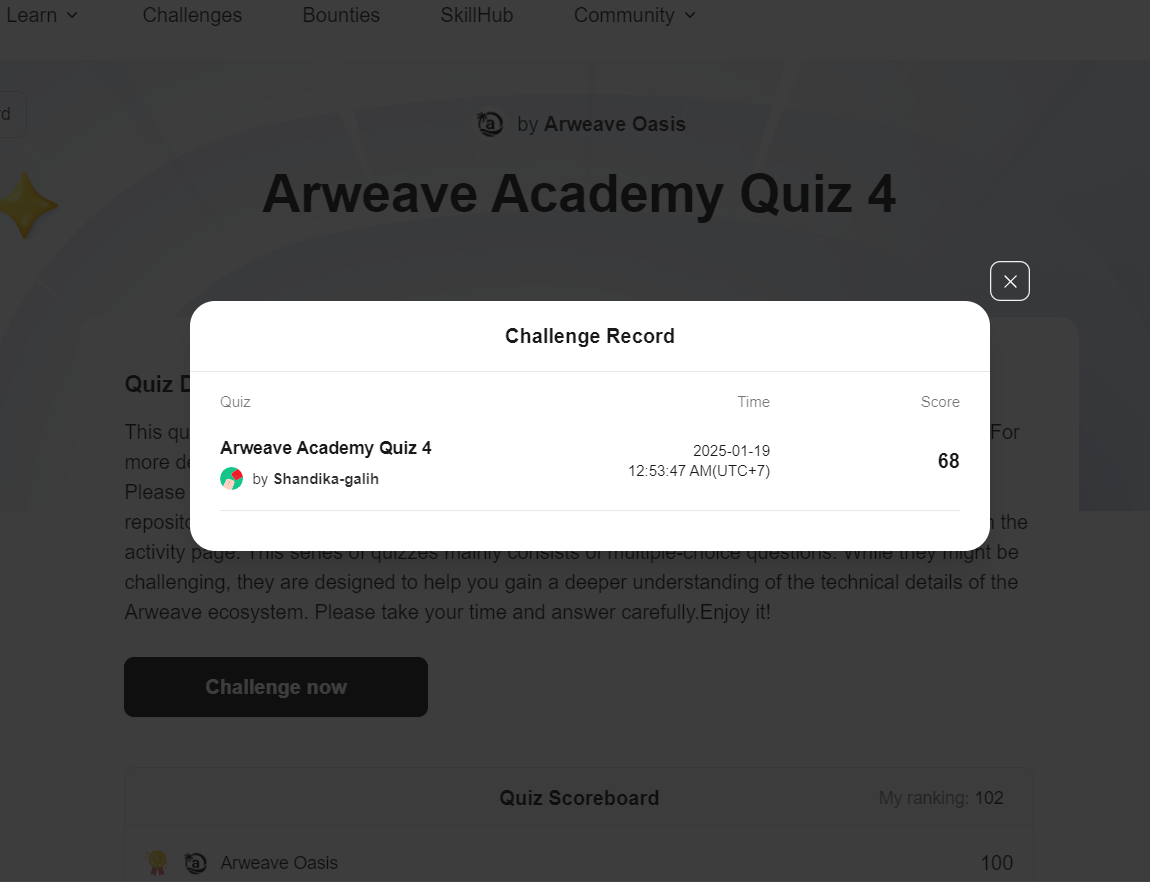 Learn
Challenges
Bounties
SkillHub
Community
d
by Arweave Oasis
Arweave Academy Quiz 4
Challenge Record
Quiz
Time
Score
Arweave Academy Quiz 4
2025-01-19
12:53:47 AM(UTC+7)
68
by Shandika-galih
Quiz D
This qu
For
more de
Please
reposito
the
activity page. This series of quizzes mainly consists of multiple-choice questions. While they might be
challenging, they are designed to help you gain a deeper understanding of the technical details of the
Arweave ecosystem. Please take your time and answer carefully.Enjoy it!
Challenge now
Quiz Scoreboard
My ranking: 102
Arweave Oasis
100